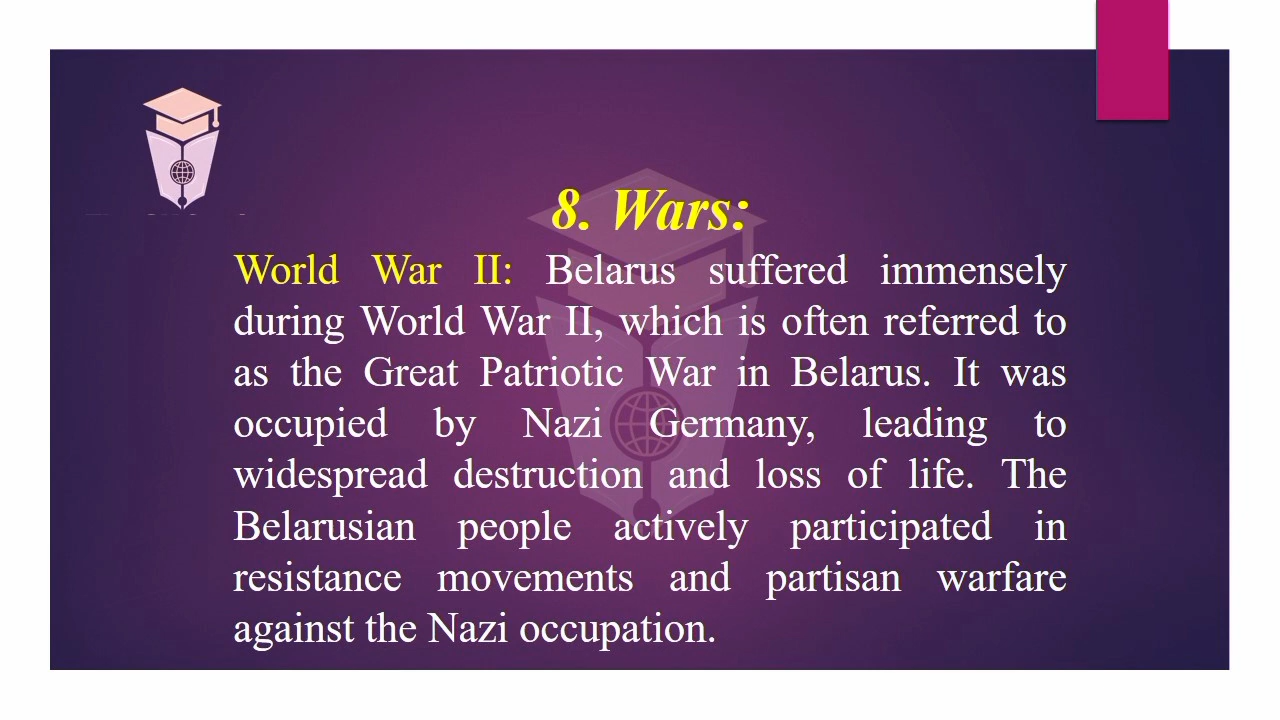 8. Wars:
World War II: Belarus suffered immensely
during World War II, which is often referred to
as the Great Patriotic War in Belarus. It was
occupied by Nazi Germany, leading to
widespread destruction and loss of life. The
Belarusian people actively participated in
resistance movements and partisan warfare
against the Nazi occupation.